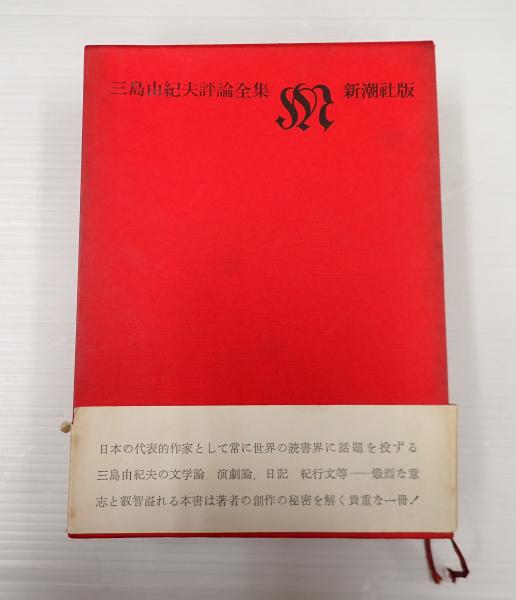 三島由紀夫評論全集 M 新潮社版
日本の代表的作家として常に世界の読書界に話題を投ずる
三島由紀夫の文学論、演劇論、日記 紀行文等──熾烈な意
志と叡智溢れる本書は著者の創作の秘密を解く貴重な一冊!